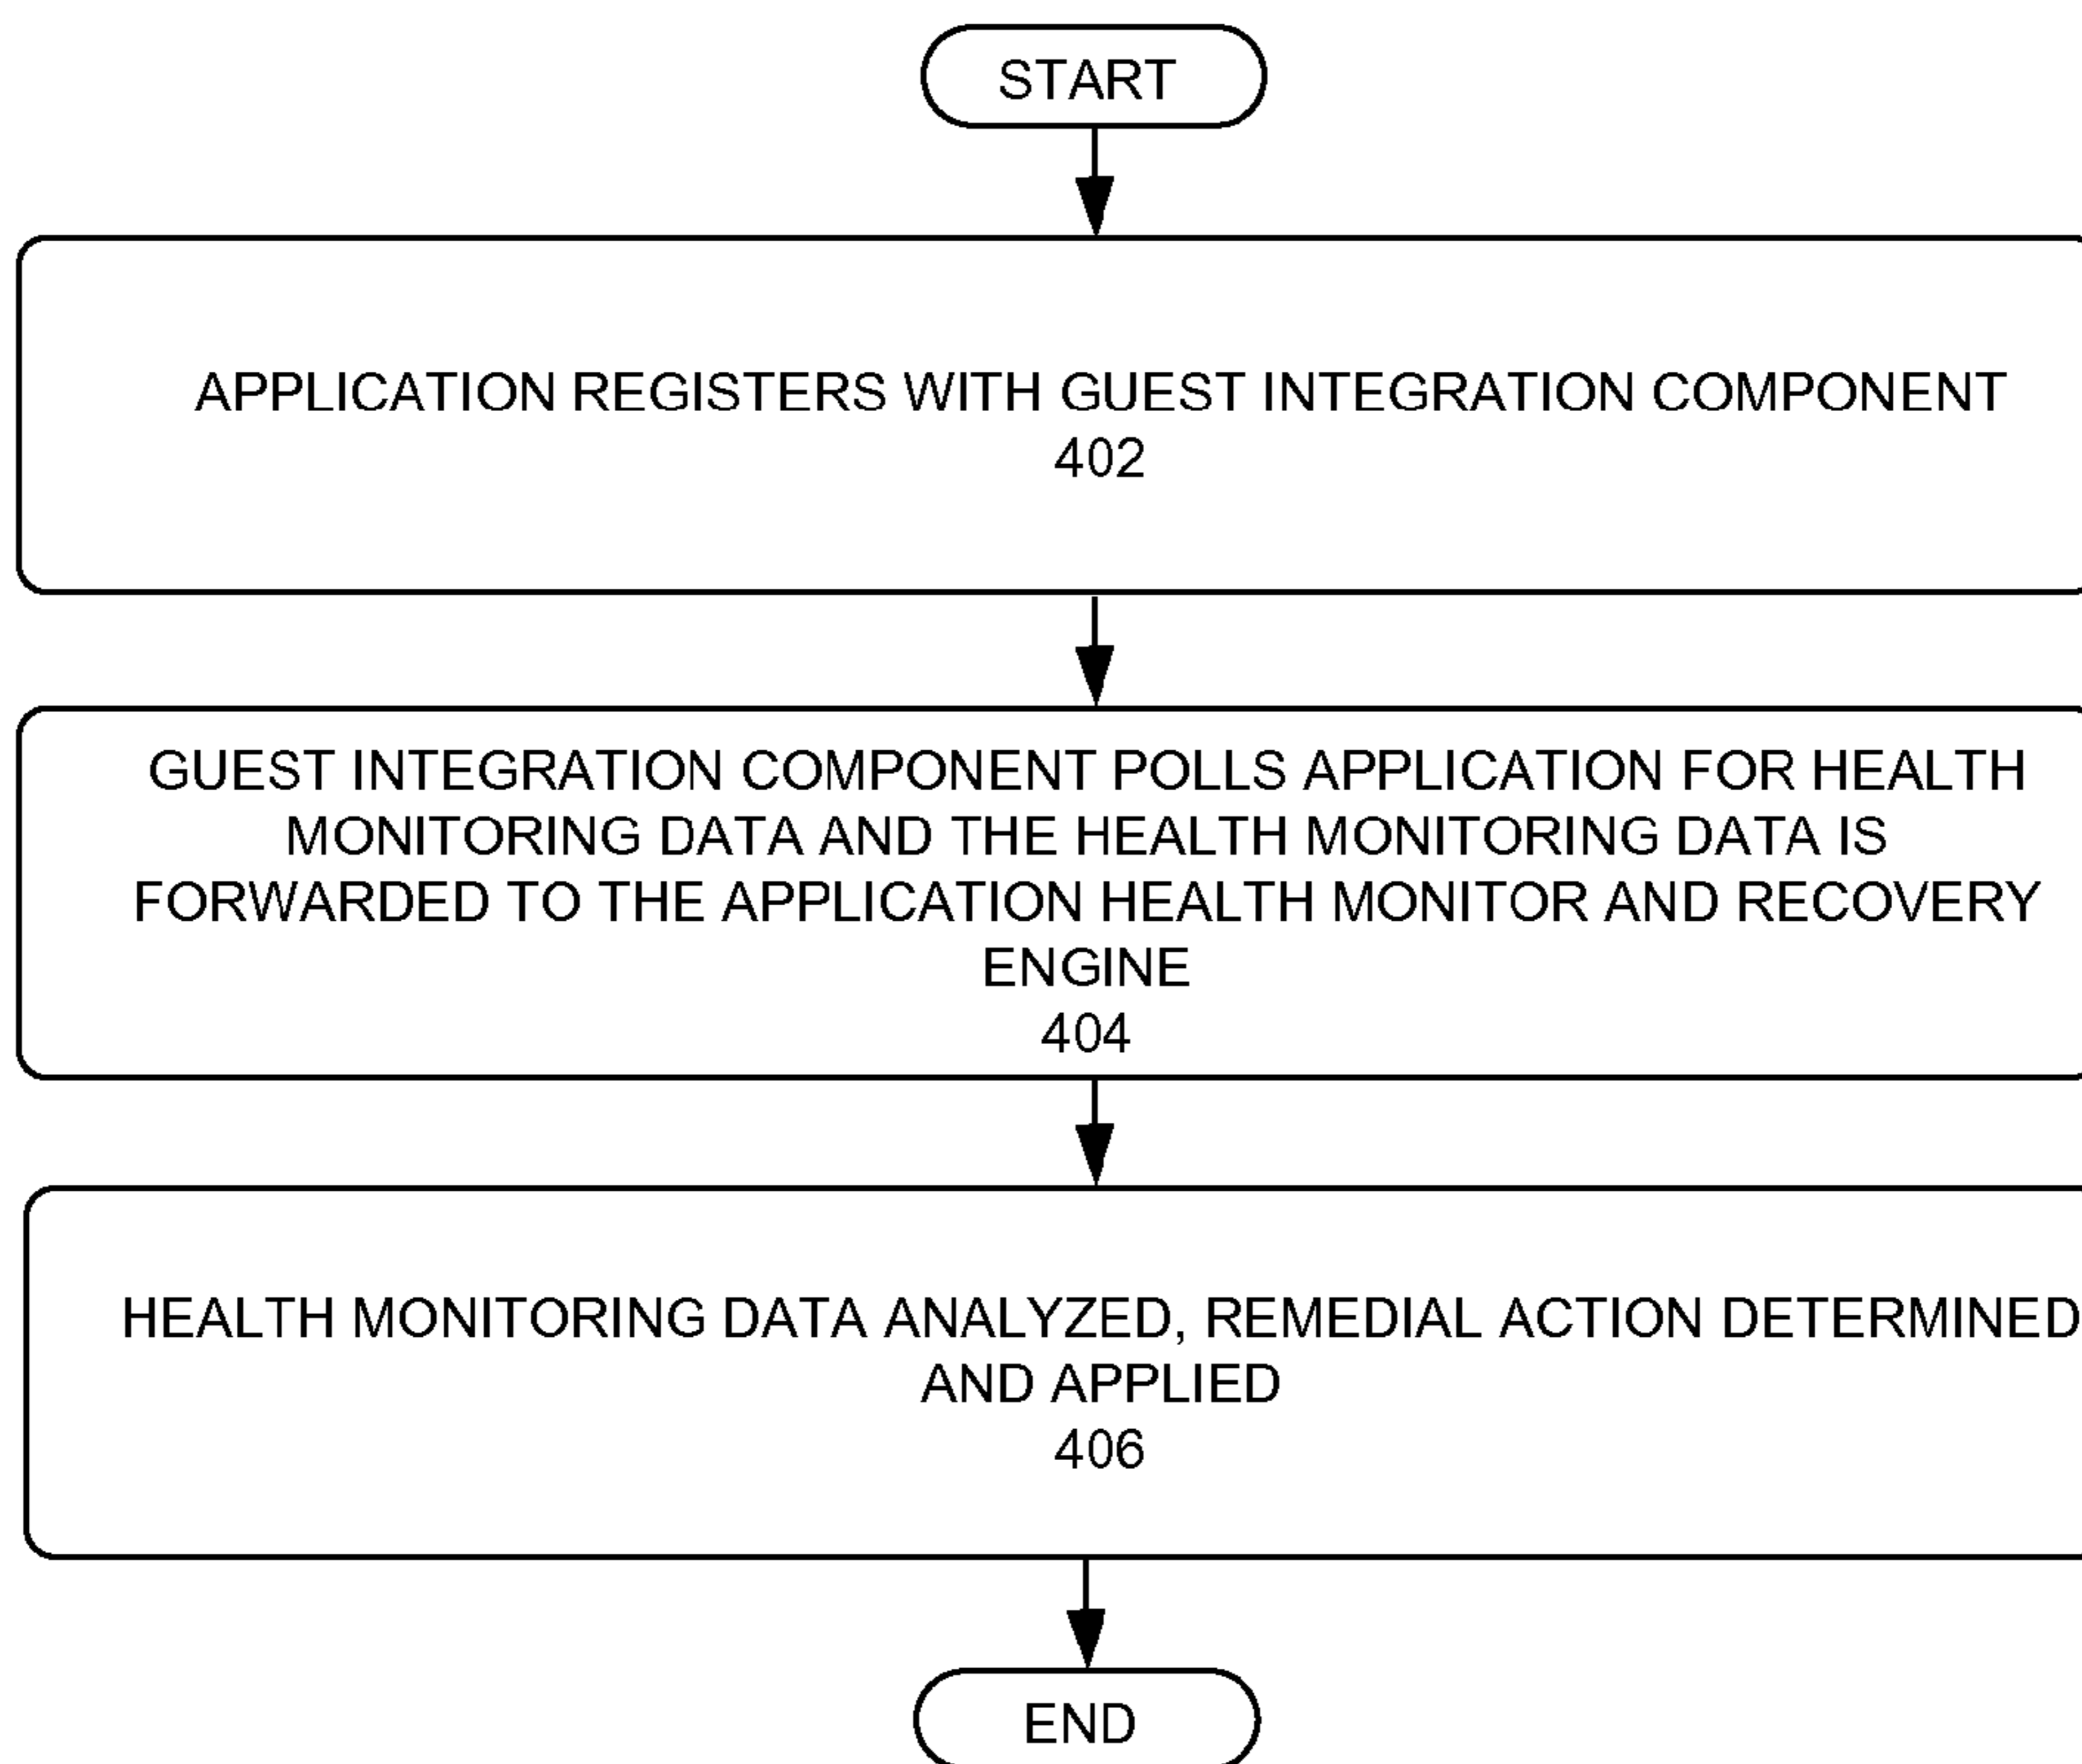 START
APPLICATION REGISTERS WITH GUEST INTEGRATION COMPONENT
402
GUEST INTEGRATION COMPONENT POLLS APPLICATION FOR HEALTH
MONITORING DATA AND THE HEALTH MONITORING DATA IS
FORWARDED TO THE APPLICATION HEALTH MONITOR AND RECOVERY
ENGINE
404
HEALTH MONITORING DATA ANALYZED, REMEDIAL ACTION DETERMINED
AND APPLIED
406
END